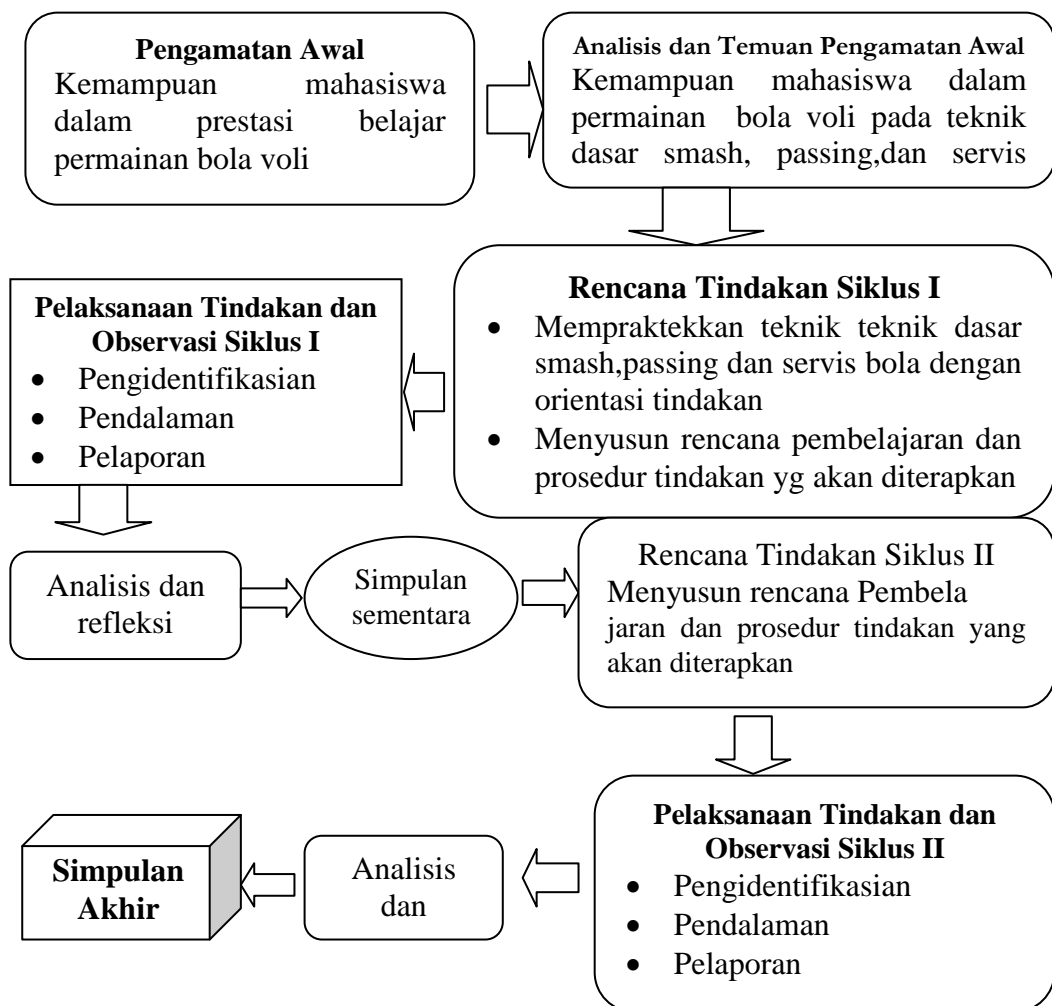 Pengamatan Awal
Kemampuan mahasiswa
dalam prestasi belajar
permainan bola voli
Analisis dan Temuan Pengamatan Awal
Kemampuan mahasiswa dalam
permainan bola voli pada teknik
dasar smash, passing,dan servis
Rencana Tindakan Siklus I
• Mempraktekkan teknik teknik dasar
smash,passing dan servis bola dengan
orientasi tindakan
• Menyusun rencana pembelajaran dan
prosedur tindakan yg akan diterapkan
Pelaksanaan Tindakan dan
Observasi Siklus I
• Pengidentifikasian
• Pendalaman
• Pelaporan
Analisis dan
refleksi
Simpulan
sementara
Rencana Tindakan Siklus II
Menyusun rencana Pembela
jaran dan prosedur tindakan yang
akan diterapkan
Pelaksanaan Tindakan dan
Observasi Siklus II
• Pengidentifikasian
• Pendalaman
• Pelaporan
Analisis
dan
Simpulan
Akhir